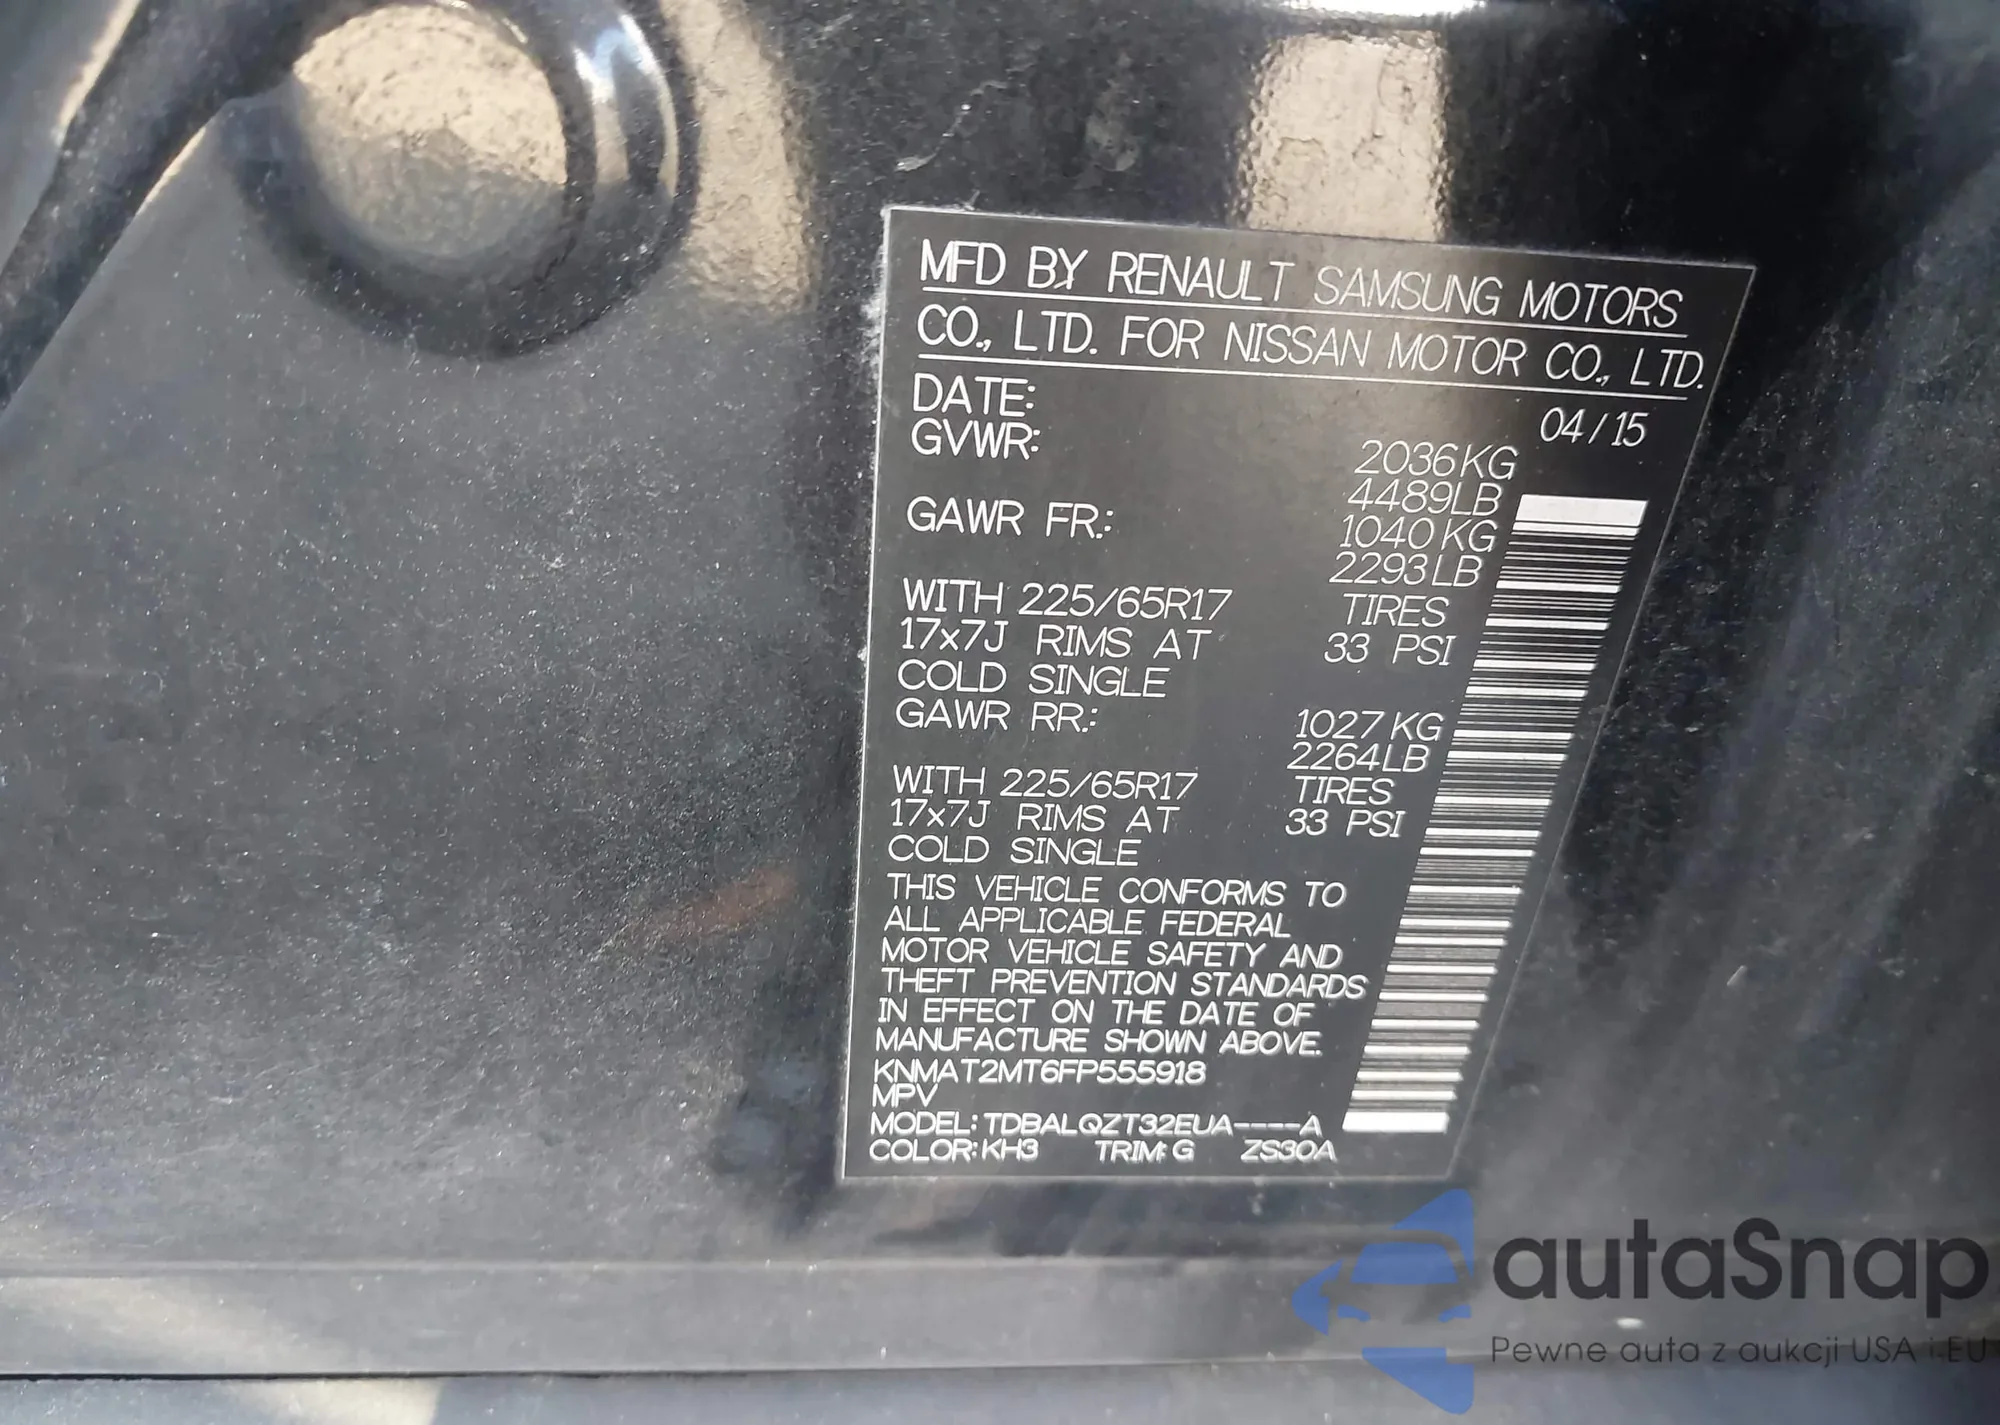 MFD BY RENAULT SAMSUNG MOTORS
CO., LTD. FOR NISSAN MOTOR CO., LTD.
DATE: 04/15
GVWR: 2036KG
4489LB
GAWR FR.: 1040KG
2293LB
WITH 225/65R17 TIRES
17x7J RIMS AT 33 PSI
COLD SINGLE
GAWR RR.: 1027KG
2264LB
WITH 225/65R17 TIRES
17x7J RIMS AT 33 PSI
COLD SINGLE
THIS VEHICLE CONFORMS TO
ALL APPLICABLE FEDERAL
MOTOR VEHICLE SAFETY AND
THEFT PREVENTION STANDARDS
IN EFFECT ON THE DATE OF
MANUFACTURE SHOWN ABOVE.
KNMAT2MT6FP555918
MPV
MODEL: TDBALQZT32EUA----A
COLOR: KH3 TRIM: G ZS30A
autaSnap
Pewne auta z aukcji USA i EU